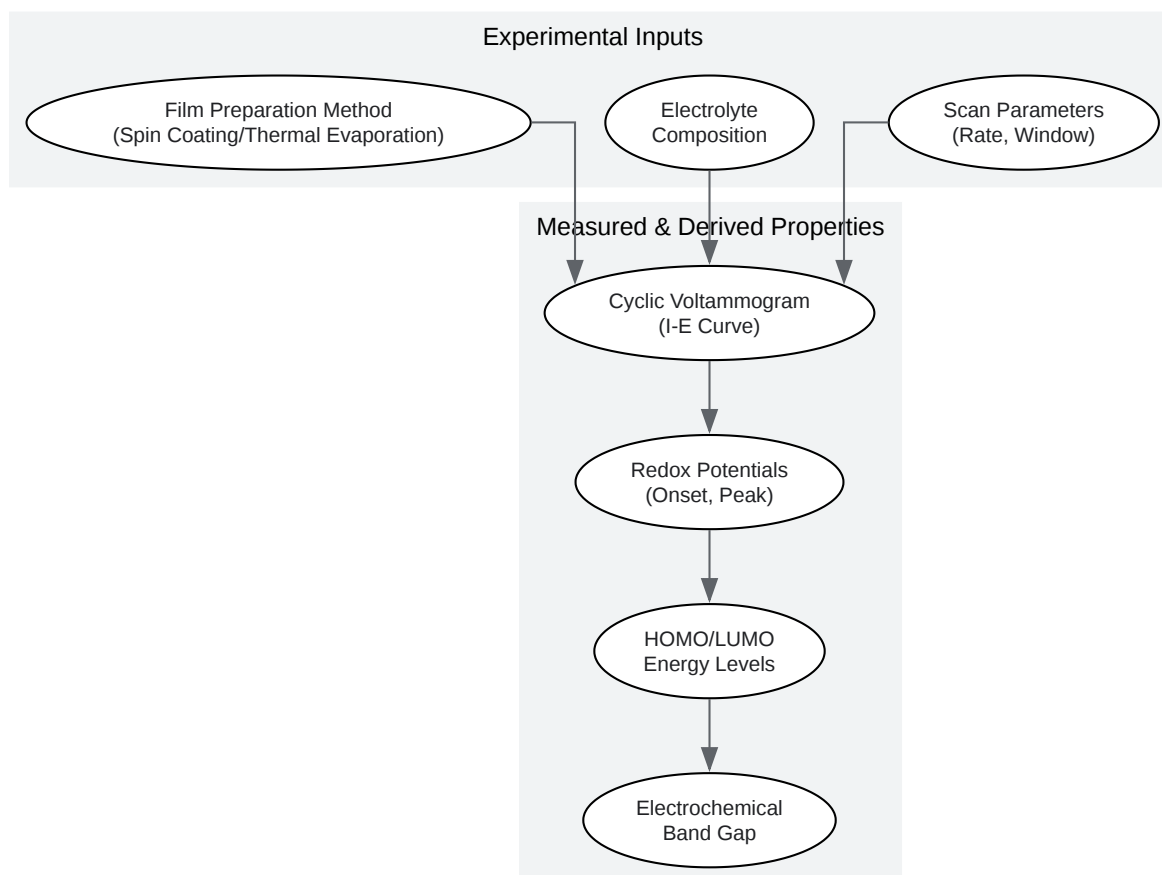 Experimental Inputs
Film Preparation Method
(Spin Coating/Thermal Evaporation)
Electrolyte
Composition
Scan Parameters
(Rate, Window)
Measured & Derived Properties
Cyclic Voltammogram
(I-E Curve)
Redox Potentials
(Onset, Peak)
HOMO/LUMO
Energy Levels
Electrochemical
Band Gap